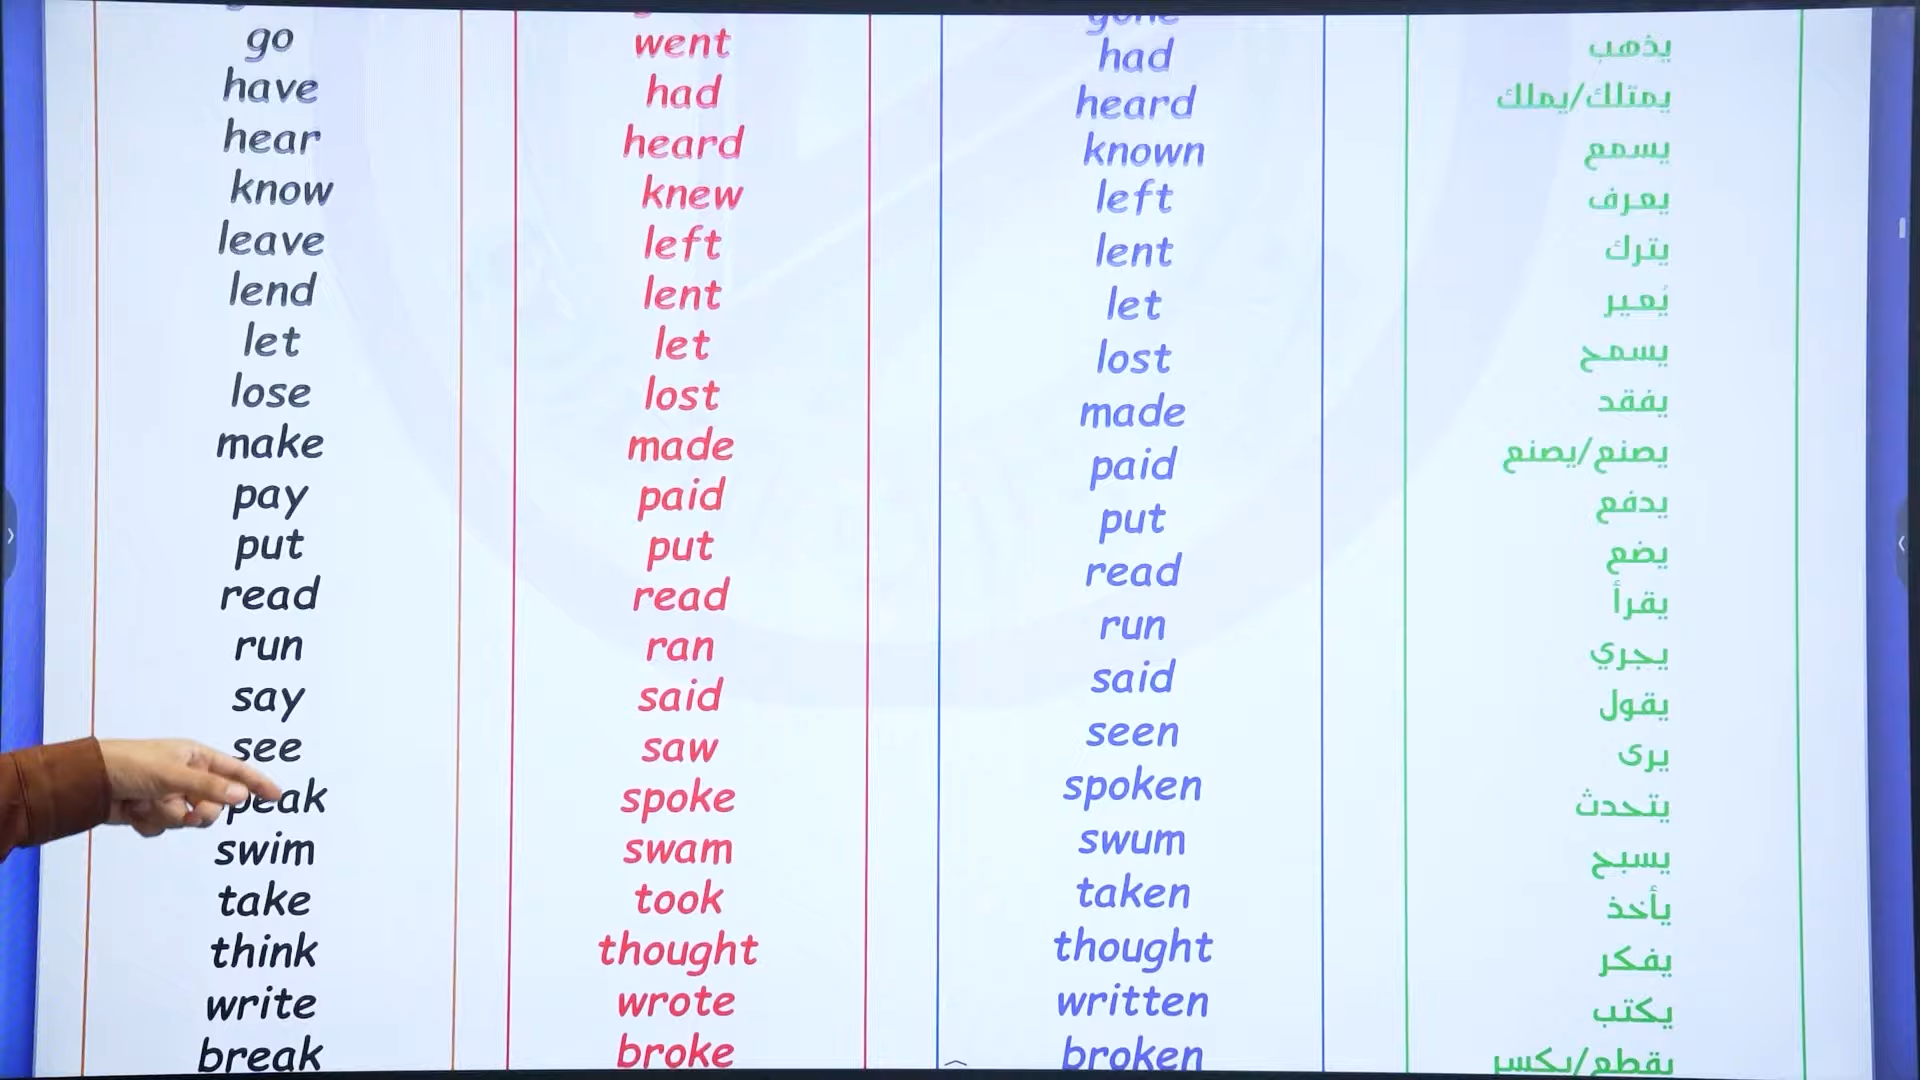 go went gone يذهب
have had had يمتلك/يملك
hear heard heard يسمع
know knew known يعرف
leave left left يترك
lend lent lent يُعير
let let let يسمح
lose lost lost يفقد
make made made يصنع/يصنع
pay paid paid يدفع
put put put يضع
read read read يقرأ
run ran run يجري
say said said يقول
see saw seen يرى
speak spoke spoken يتحدث
swim swam swum يسبح
take took taken يأخذ
think thought thought يفكر
write wrote written يكتب
break broke broken يقطع/يكسر